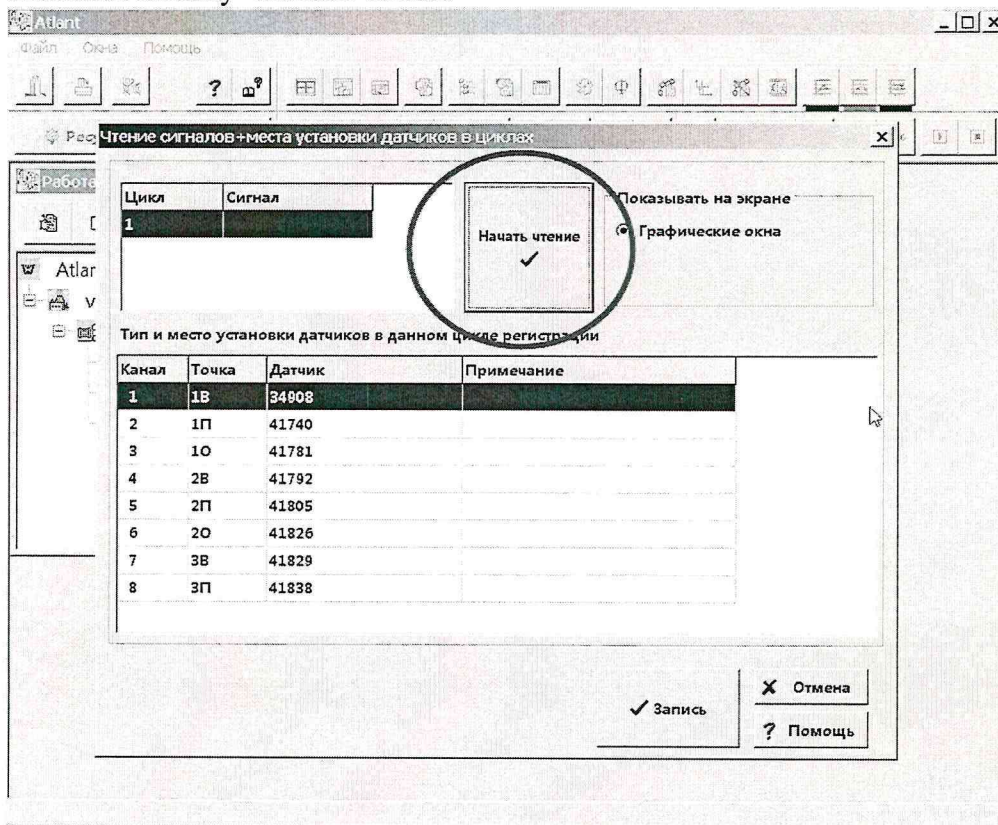 Atlant
Файл Окна Помощь
Чтение сигналов+места установки датчиков в циклах
Работа
Цикл Сигнал
1
Начать чтение
Показывать на экране
Графические окна
Atlan
Тип и место установки датчиков в данном цикле регистрации
Канал Точка Датчик Примечание
1 1В 34908
2 1П 41740
3 1О 41781
4 2В 41792
5 2П 41805
6 2О 41826
7 3В 41829
8 3П 41838
Запись
Отмена
? Помощь